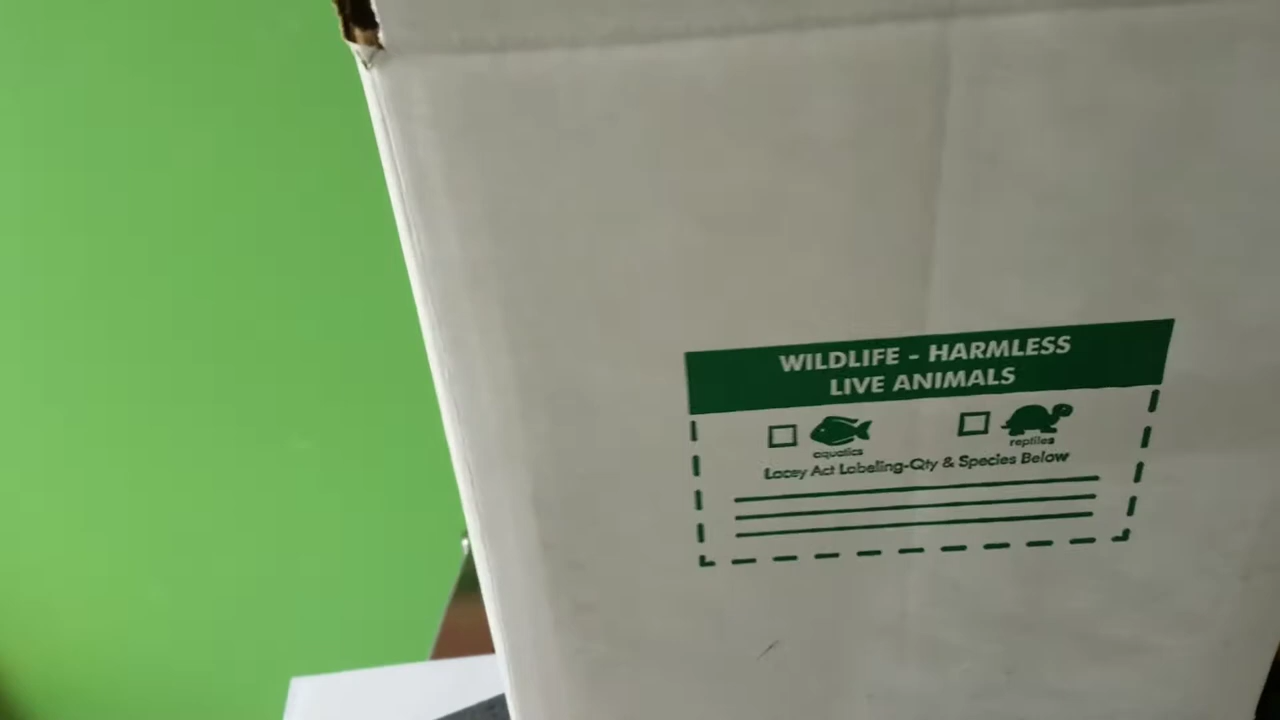 WILDLIFE - HARMLESS
LIVE ANIMALS
aquatics
reptiles
Lacey Act Labeling-Qty & Species Below